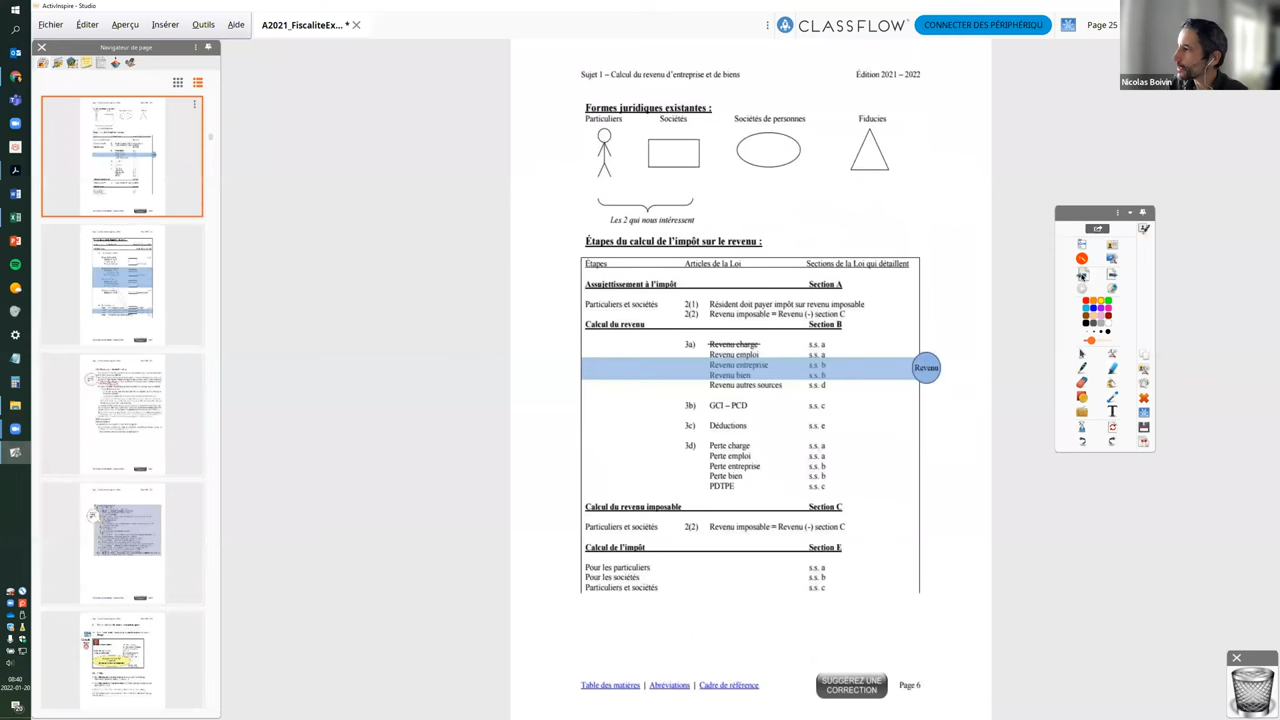 ActivInspire - Studio
Fichier Éditer Aperçu Insérer Outils Aide
A2021_FiscaliteEx... *
CLASSFLOW
CONNECTER DES PÉRIPHÉRIQU
Page 25
Nicolas Boivin
Navigateur de page
Sujet 1 – Calcul du revenu d'entreprise et de biens Édition 2021 – 2022
Formes juridiques existantes :
Particuliers Sociétés Sociétés de personnes Fiducies
Les 2 qui nous intéressent
Étapes du calcul de l'impôt sur le revenu :
Étapes Articles de la Loi Sections de la Loi qui détaillent
Assujettissement à l'impôt Section A
Particuliers et sociétés 2(1) Résident doit payer impôt sur revenu imposable
2(2) Revenu imposable = Revenu (-) section C
Calcul du revenu Section B
3a) Revenu charge s.s. a
Revenu emploi s.s. a
Revenu entreprise s.s. b
Revenu bien s.s. b
Revenu
Revenu autres sources s.s. d
3b) GCI – PCD s.s. c
3c) Déductions s.s. e
3d) Perte charge s.s. a
Perte emploi s.s. a
Perte entreprise s.s. b
Perte bien s.s. b
PDTPE s.s. c
Calcul du revenu imposable Section C
Particuliers et sociétés 2(2) Revenu imposable = Revenu (-) section C
Calcul de l'impôt Section E
Pour les particuliers s.s. a
Pour les sociétés s.s. b
Particuliers et sociétés s.s. c
Table des matières | Abréviations | Cadre de référence
SUGGÉREZ UNE
CORRECTION
Page 6